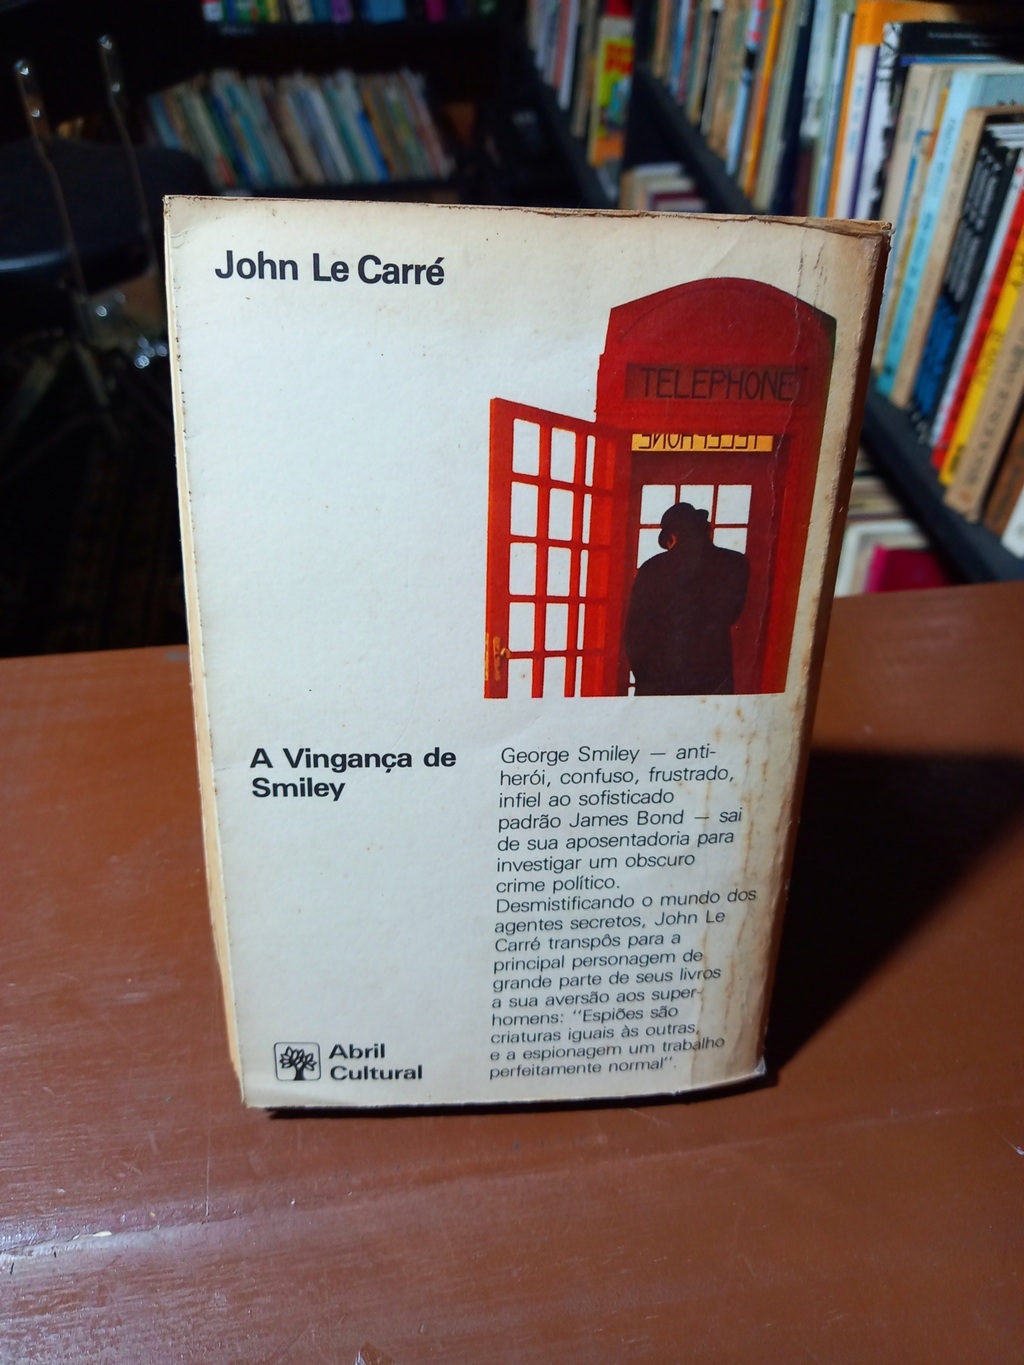 John Le Carré
TELEPHONE
TELEPHONE
A Vingança de
Smiley
George Smiley — anti-
herói, confuso, frustrado,
infiel ao sofisticado
padrão James Bond — sai
de sua aposentadoria para
investigar um obscuro
crime político.
Desmistificando o mundo dos
agentes secretos, John Le
Carré transpôs para a
principal personagem de
grande parte de seus livros
a sua aversão aos super-
homens: "Espiões são
criaturas iguais às outras,
e a espionagem um trabalho
perfeitamente normal".
Abril
Cultural